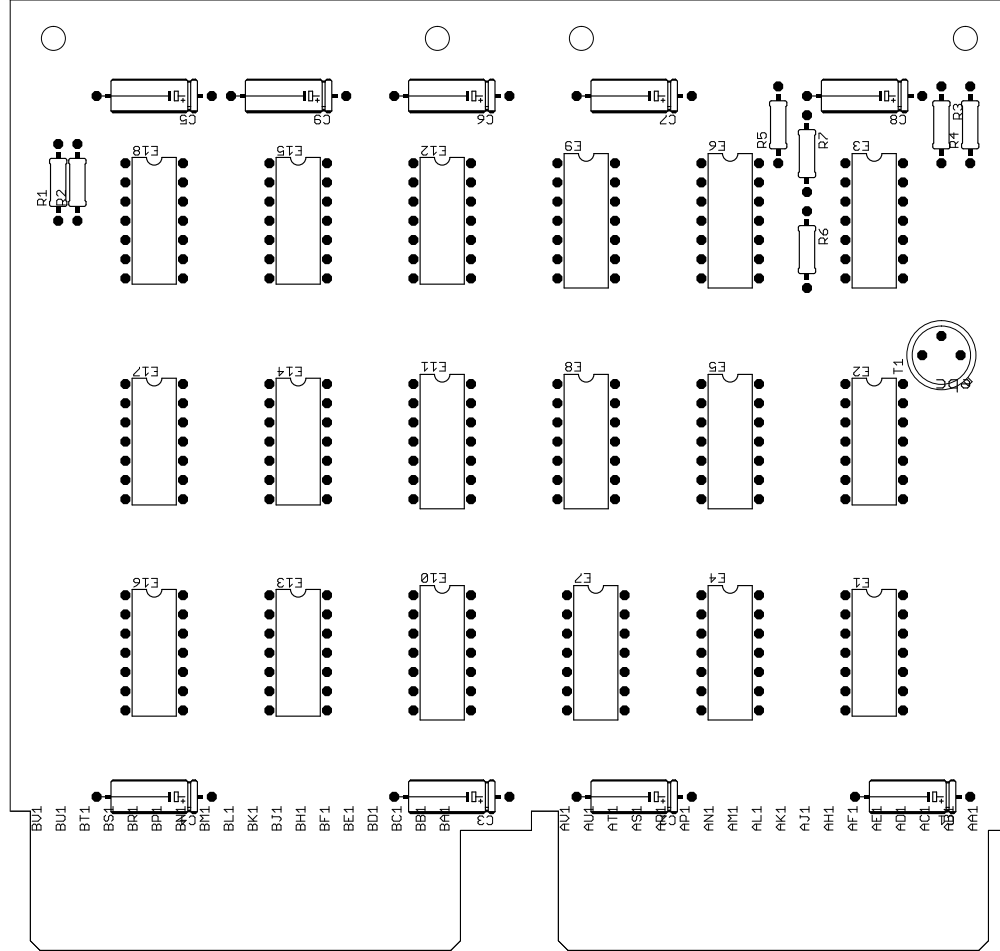 C5 C9 C6 C7 C8
R5 R7 R4 R3
E18 E15 E12 E9 E6 E3
R1 R2
R6
T1
E17 E14 E11 E8 E5 E2
E16 E13 E10 E7 E4 E1
BV1 BU1 BT1 BS1 BR1 BP1 BN1 BM1 BL1 BK1 BJ1 BH1 BF1 BE1 BD1 BC1 BB1 BA1 C3 AV1 AU1 AT1 AS1 AR1 AP1 AN1 AM1 AL1 AK1 AJ1 AH1 AF1 AE1 AD1 AC1 AB1 AA1